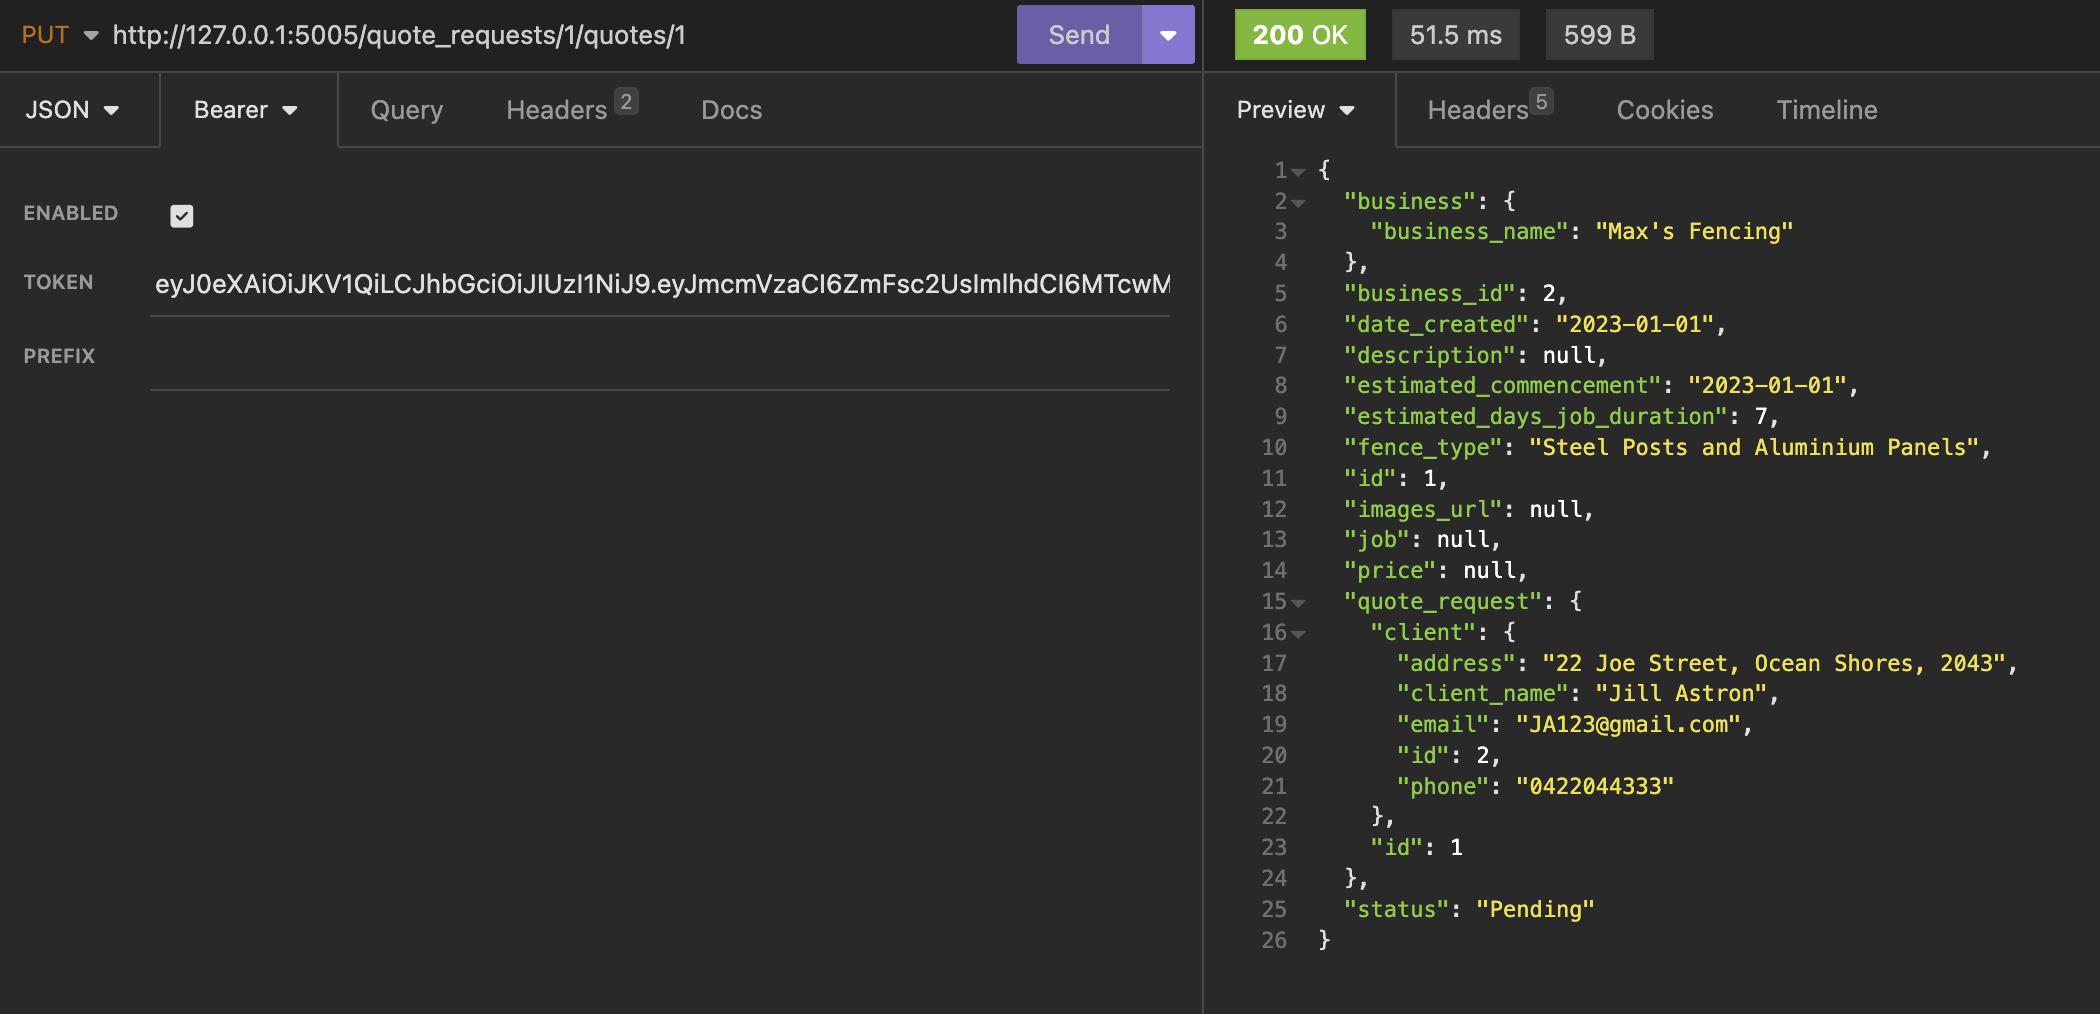 PUT http://127.0.0.1:5005/quote_requests/1/quotes/1 Send
200 OK 51.5 ms 599 B
JSON Bearer Query Headers 2 Docs
Preview Headers 5 Cookies Timeline
ENABLED
TOKEN eyJ0eXAiOiJKV1QiLCJhbGciOiJIUzI1NiJ9.eyJmcmVzaCI6ZmFsc2UsImlhdCI6MTcwM
PREFIX
1 {
2 "business": {
3 "business_name": "Max's Fencing"
4 },
5 "business_id": 2,
6 "date_created": "2023-01-01",
7 "description": null,
8 "estimated_commencement": "2023-01-01",
9 "estimated_days_job_duration": 7,
10 "fence_type": "Steel Posts and Aluminium Panels",
11 "id": 1,
12 "images_url": null,
13 "job": null,
14 "price": null,
15 "quote_request": {
16 "client": {
17 "address": "22 Joe Street, Ocean Shores, 2043",
18 "client_name": "Jill Astron",
19 "email": "JA123@gmail.com",
20 "id": 2,
21 "phone": "0422044333"
22 },
23 "id": 1
24 },
25 "status": "Pending"
26 }